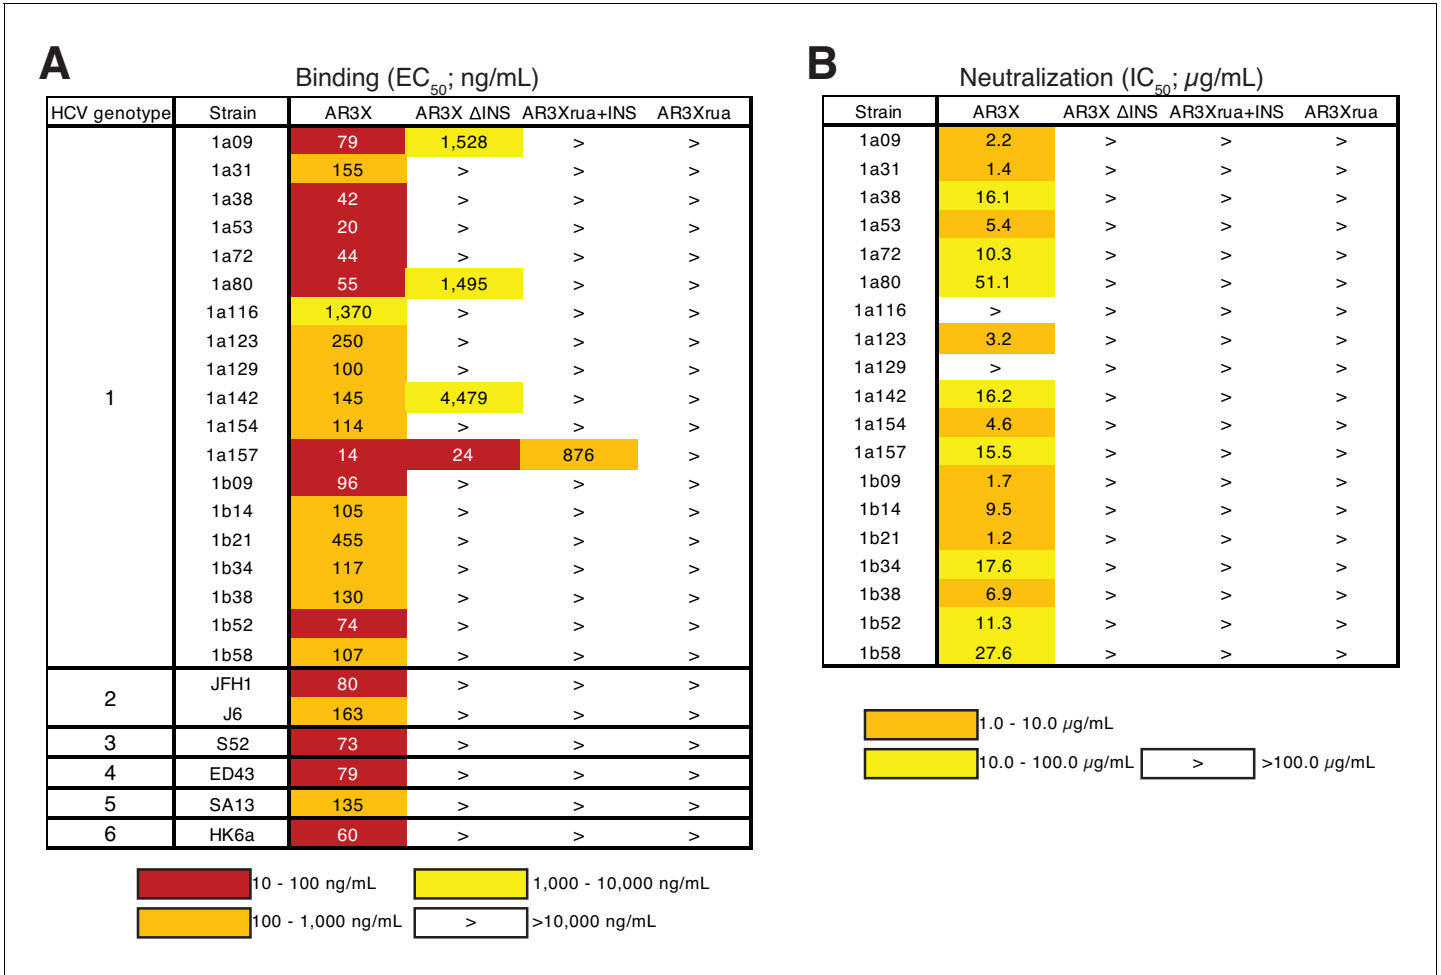 A
Binding (EC50; ng/mL)
HCV genotype Strain AR3X AR3X ΔINS AR3Xrua+INS AR3Xrua
1a09 79 1,528 > >
1a31 155 > > >
1a38 42 > > >
1a53 20 > > >
1a72 44 > > >
1a80 55 1,495 > >
1a116 1,370 > > >
1a123 250 > > >
1a129 100 > > >
1 1a142 145 4,479 > >
1a154 114 > > >
1a157 14 24 876 >
1b09 96 > > >
1b14 105 > > >
1b21 455 > > >
1b34 117 > > >
1b38 130 > > >
1b52 74 > > >
1b58 107 > > >
2 JFH1 80 > > >
J6 163 > > >
3 S52 73 > > >
4 ED43 79 > > >
5 SA13 135 > > >
6 HK6a 60 > > >
10 - 100 ng/mL 1,000 - 10,000 ng/mL
100 - 1,000 ng/mL > >10,000 ng/mL
B
Neutralization (IC50; µg/mL)
Strain AR3X AR3X ΔINS AR3Xrua+INS AR3Xrua
1a09 2.2 > > >
1a31 1.4 > > >
1a38 16.1 > > >
1a53 5.4 > > >
1a72 10.3 > > >
1a80 51.1 > > >
1a116 > > > >
1a123 3.2 > > >
1a129 > > > >
1a142 16.2 > > >
1a154 4.6 > > >
1a157 15.5 > > >
1b09 1.7 > > >
1b14 9.5 > > >
1b21 1.2 > > >
1b34 17.6 > > >
1b38 6.9 > > >
1b52 11.3 > > >
1b58 27.6 > > >
1.0 - 10.0 µg/mL
10.0 - 100.0 µg/mL > >100.0 µg/mL